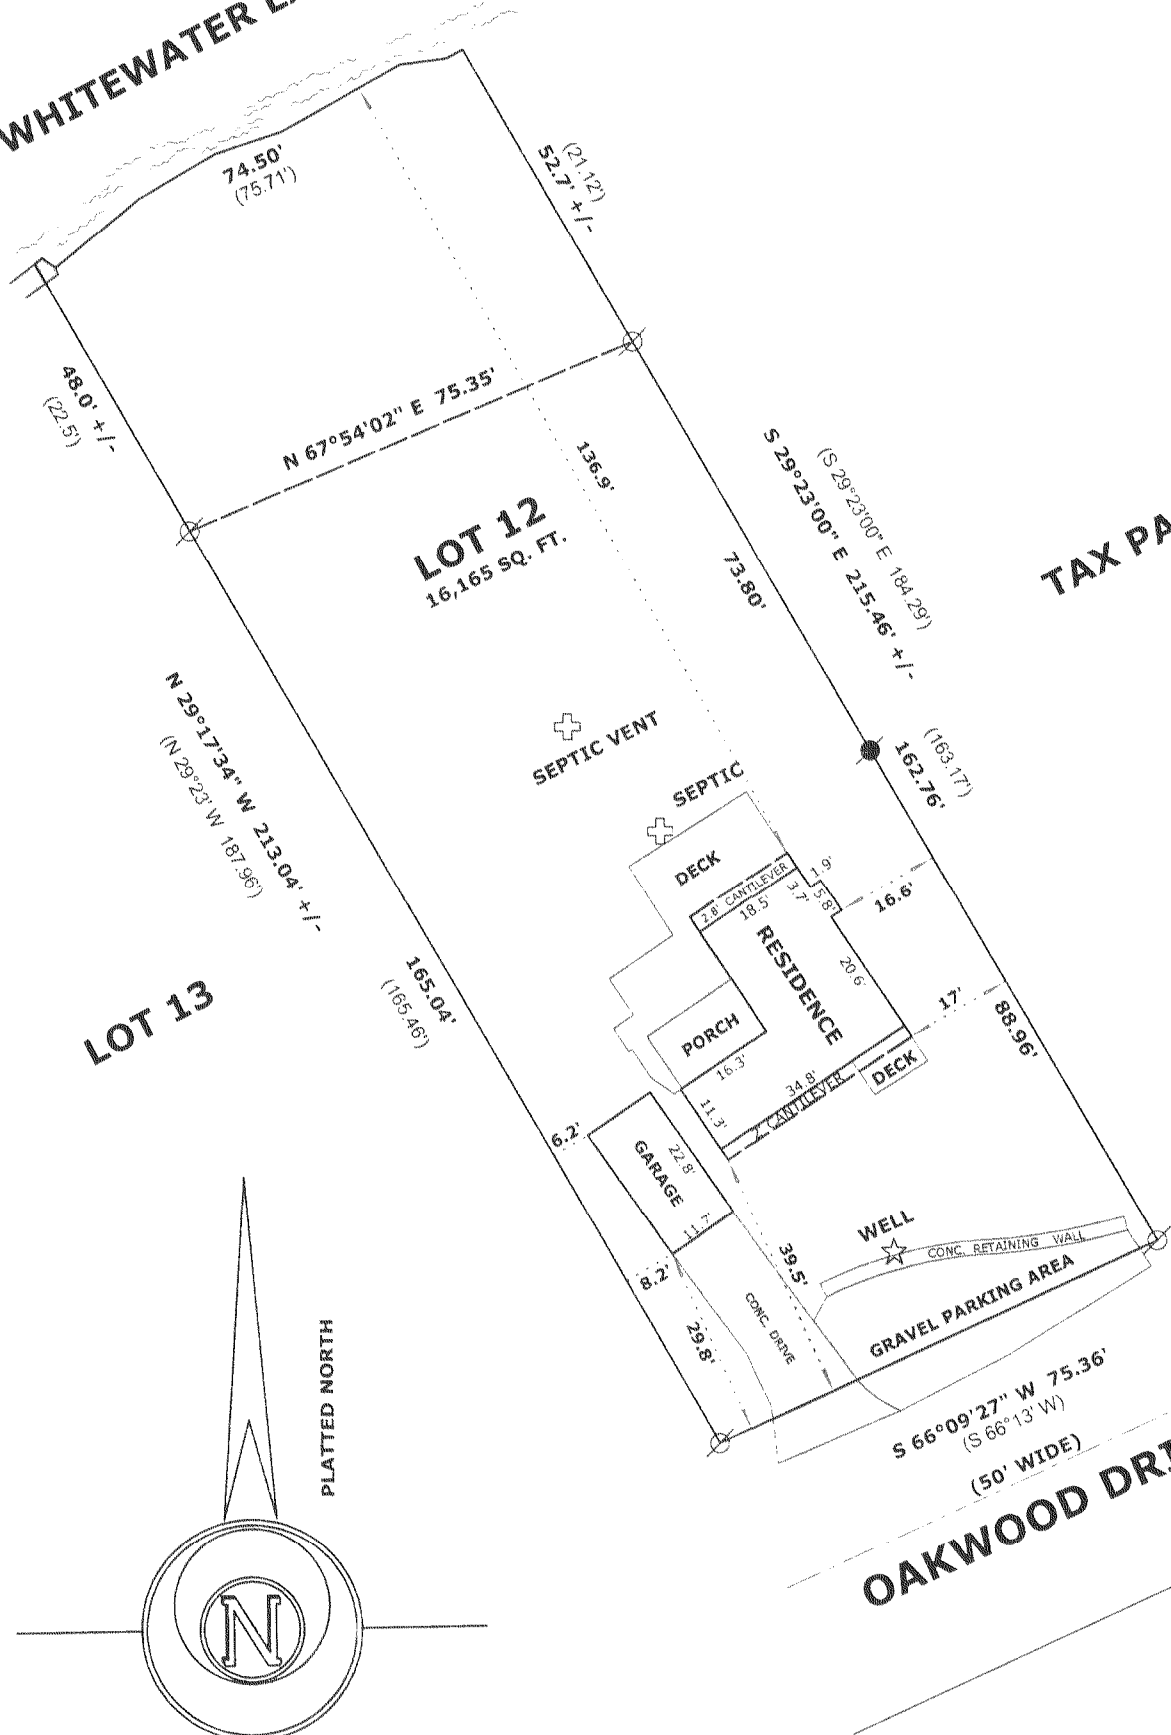 WHITEWATER
74.50'
(75.71')
(21.12')
52.7' +/-
48.0' +/-
(22.5')
N 67°54'02" E 75.35'
136.9'
LOT 12
16,165 SQ. FT.
73.80'
(S 29°23'00" E 184.29')
S 29°23'00" E 215.46' +/-
TAX PA
N 29°17'34" W 213.04' +/-
(N 29°23' W 187.96')
SEPTIC VENT
SEPTIC
(163.17')
162.76'
DECK
2.8' CANTILEVER
18.5'
1.9'
3.7'
5.8'
16.6'
RESIDENCE
20.6'
165.04'
(165.46')
LOT 13
PORCH
16.3'
17'
88.96'
DECK
34.8'
2' CANTILEVER
11.3'
6.2'
GARAGE
22.8'
11.7'
WELL
CONC. RETAINING WALL
GRAVEL PARKING AREA
39.5'
8.2'
29.8'
CONC. DRIVE
PLATTED NORTH
S 66°09'27" W 75.36'
(S 66°13' W)
(50' WIDE)
OAKWOOD DRI
N